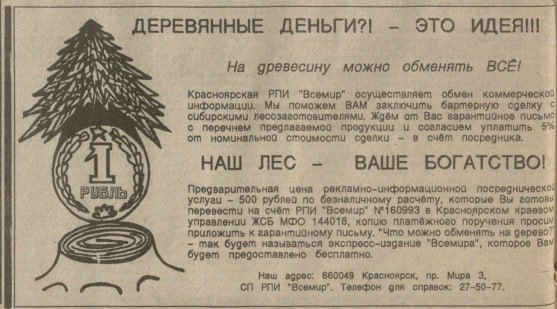 ДЕРЕВЯННЫЕ ДЕНЬГИ?! - ЭТО ИДЕЯ!!!
На древесину можно обменять ВСЁ!
Красноярская РПИ "Всемир" осуществляет обмен коммерческой
информации. Мы поможем ВАМ заключить бартерную сделку с
сибирскими лесозаготовителями. Ждём от Вас гарантийное письмо
с перечнем предлагаемой продукции и согласием уплатить 5%
от номинальной стоимости сделки - в счёт посредника.
1
РУБЛЬ
НАШ ЛЕС - ВАШЕ БОГАТСТВО!
Предварительная цена рекламно-информационной посреднической
услуги - 500 рублей по безналичному расчёту, которые Вы готовы
перевести на счёт РПИ "Всемир" №160993 в Красноярском краевом
управлении ЖСБ МФО 144018, копию платёжного поручения просим
приложить к гарантийному письму. "Что можно обменять на дерево?"
- так будет называться экспресс-издание "Всемира", которое Вам
будет предоставлено бесплатно.
Наш адрес: 660049 Красноярск, пр. Мира 3,
СП РПИ "Всемир". Телефон для справок: 27-50-77.